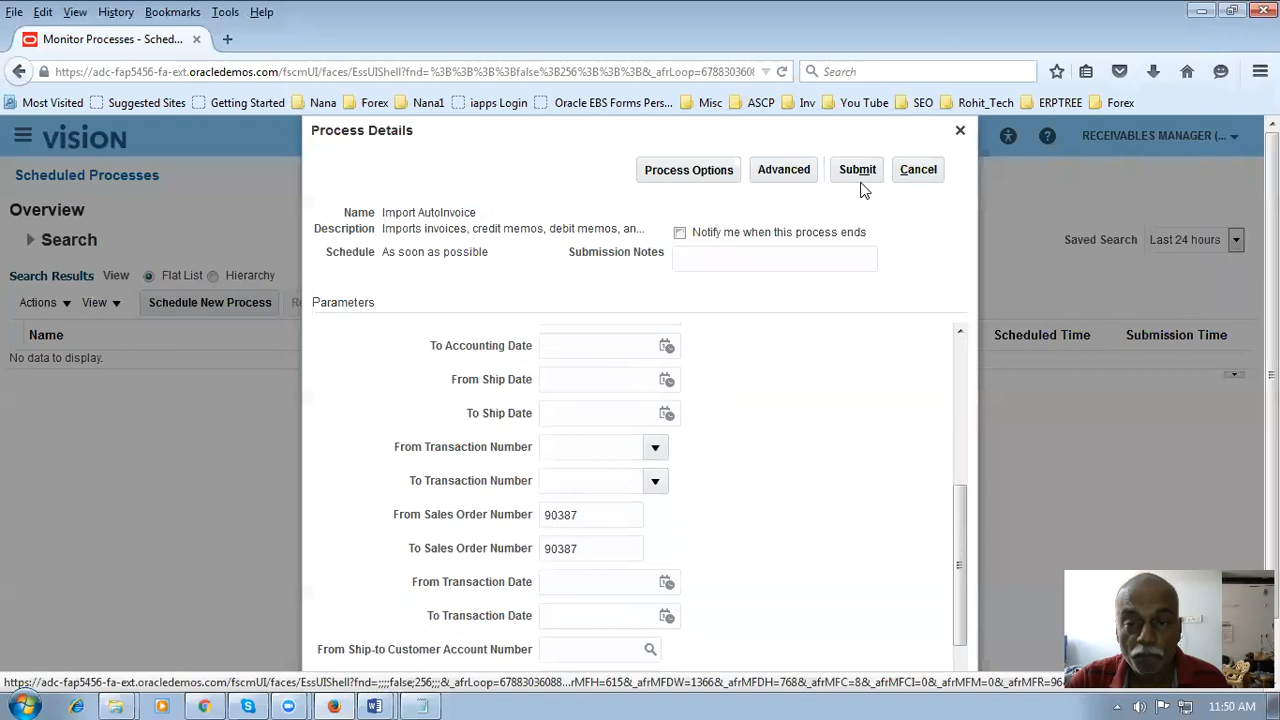 File Edit View History Bookmarks Tools Help
Monitor Processes - Sched...
https://adc-fap5456-fa-ext.oracledemos.com/fscmUI/faces/EssUIShell?fnd=%3B%3B%3B%3Bfalse%3B256%3B%3B%3B&_afrLoop=6788303608 Search
Most Visited Suggested Sites Getting Started Nana Forex Nana1 iapps Login Oracle EBS Forms Pers... Misc ASCP Inv You Tube SEO Rohit_Tech ERPTREE Forex
VISION RECEIVABLES MANAGER (...
Process Details
Process Options Advanced Submit Cancel
Scheduled Processes
Overview
Search
Saved Search Last 24 hours
Search Results View Flat List Hierarchy
Actions View Schedule New Process Re
Name Scheduled Time Submission Time
No data to display.
Name Import AutoInvoice
Description Imports invoices, credit memos, debit memos, an... Notify me when this process ends
Schedule As soon as possible Submission Notes
Parameters
To Accounting Date
From Ship Date
To Ship Date
From Transaction Number
To Transaction Number
From Sales Order Number 90387
To Sales Order Number 90387
From Transaction Date
To Transaction Date
From Ship-to Customer Account Number
https://adc-fap5456-fa-ext.oracledemos.com/fscmUI/faces/EssUIShell?fnd=;;;;false;256;;;&_afrLoop=67883036088...rMFH=615&_afrMFDW=1366&_afrMFDH=768&_afrMFC=8&_afrMFCI=0&_afrMFM=0&_afrMFR=96
11:50 AM